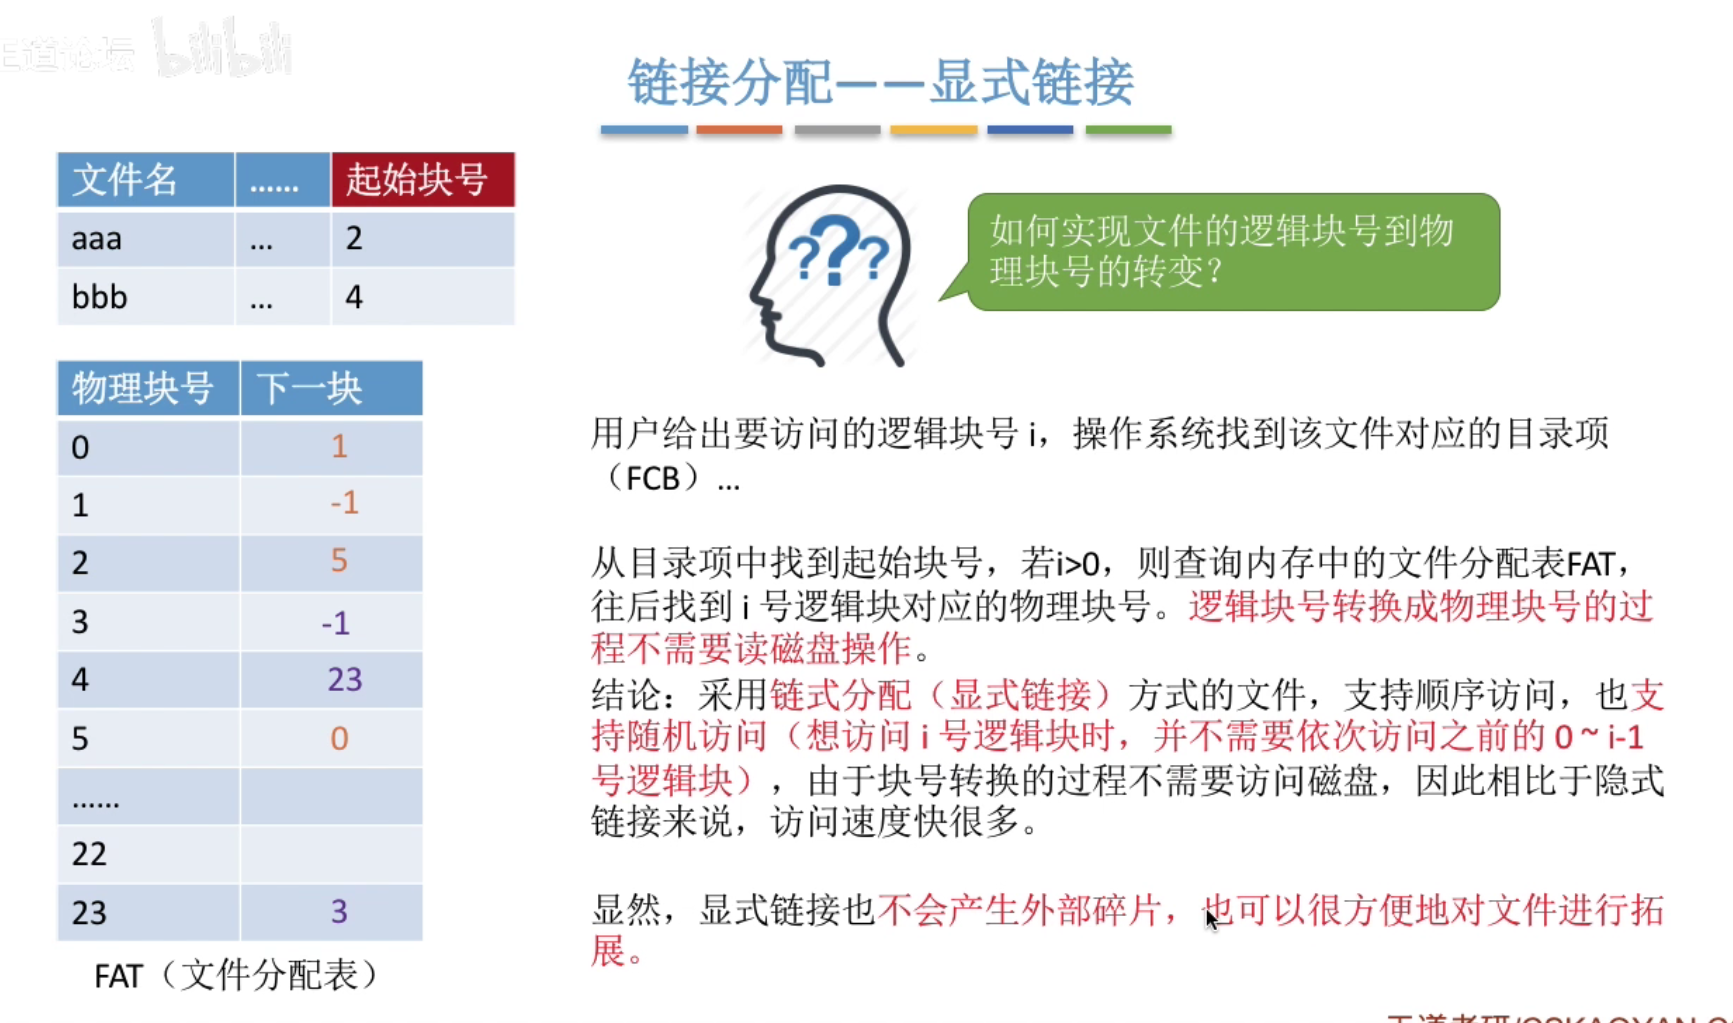 王道论坛 bilibili
链接分配——显式链接
文件名 …… 起始块号
aaa … 2
bbb … 4
? ? ?
如何实现文件的逻辑块号到物
理块号的转变?
物理块号 下一块
0 1
1 -1
2 5
3 -1
4 23
5 0
……
22
23 3
FAT（文件分配表）
用户给出要访问的逻辑块号 i，操作系统找到该文件对应的目录项
（FCB）…
从目录项中找到起始块号，若i>0，则查询内存中的文件分配表FAT，
往后找到 i 号逻辑块对应的物理块号。逻辑块号转换成物理块号的过
程不需要读磁盘操作。
结论：采用链式分配（显式链接）方式的文件，支持顺序访问，也支
持随机访问（想访问 i 号逻辑块时，并不需要依次访问之前的 0 ~ i-1
号逻辑块），由于块号转换的过程不需要访问磁盘，因此相比于隐式
链接来说，访问速度快很多。
显然，显式链接也不会产生外部碎片，也可以很方便地对文件进行拓
展。